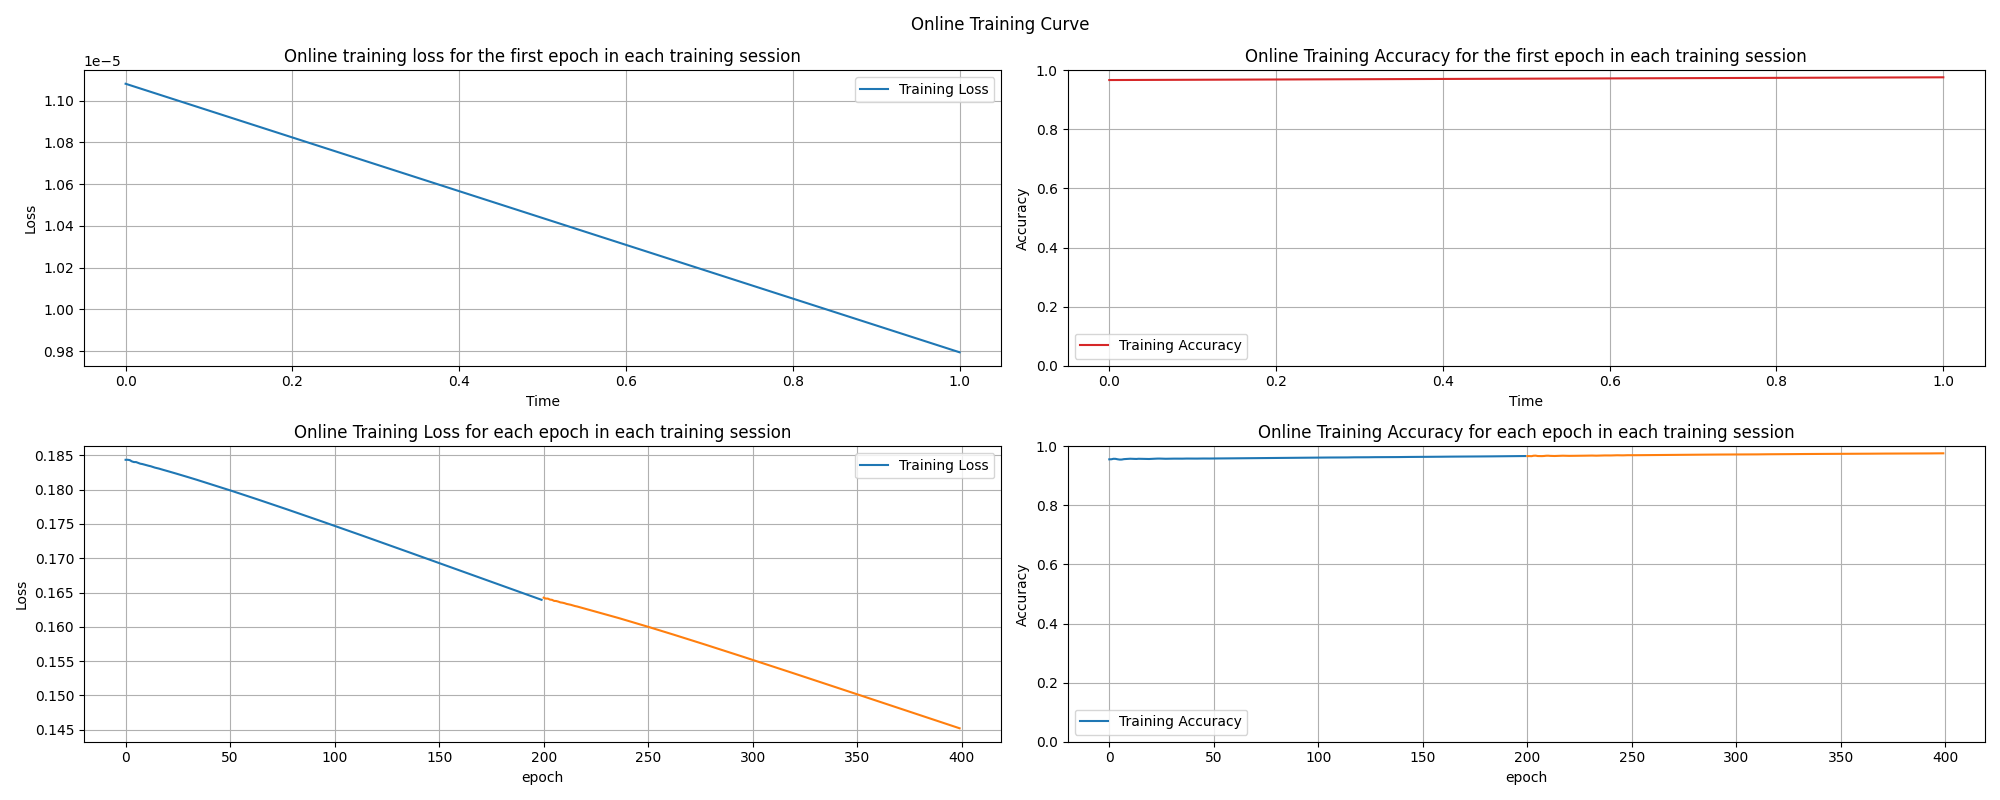 Online Training Curve
Online training loss for the first epoch in each training session
1e−5
1.10
1.08
1.06
1.04
1.02
1.00
0.98
Loss
Training Loss
0.0 0.2 0.4 0.6 0.8 1.0
Time
Online Training Accuracy for the first epoch in each training session
1.0
0.8
0.6
0.4
0.2
0.0
Accuracy
Training Accuracy
0.0 0.2 0.4 0.6 0.8 1.0
Time
Online Training Loss for each epoch in each training session
0.185
0.180
0.175
0.170
0.165
0.160
0.155
0.150
0.145
Loss
Training Loss
0 50 100 150 200 250 300 350 400
epoch
Online Training Accuracy for each epoch in each training session
1.0
0.8
0.6
0.4
0.2
0.0
Accuracy
Training Accuracy
0 50 100 150 200 250 300 350 400
epoch